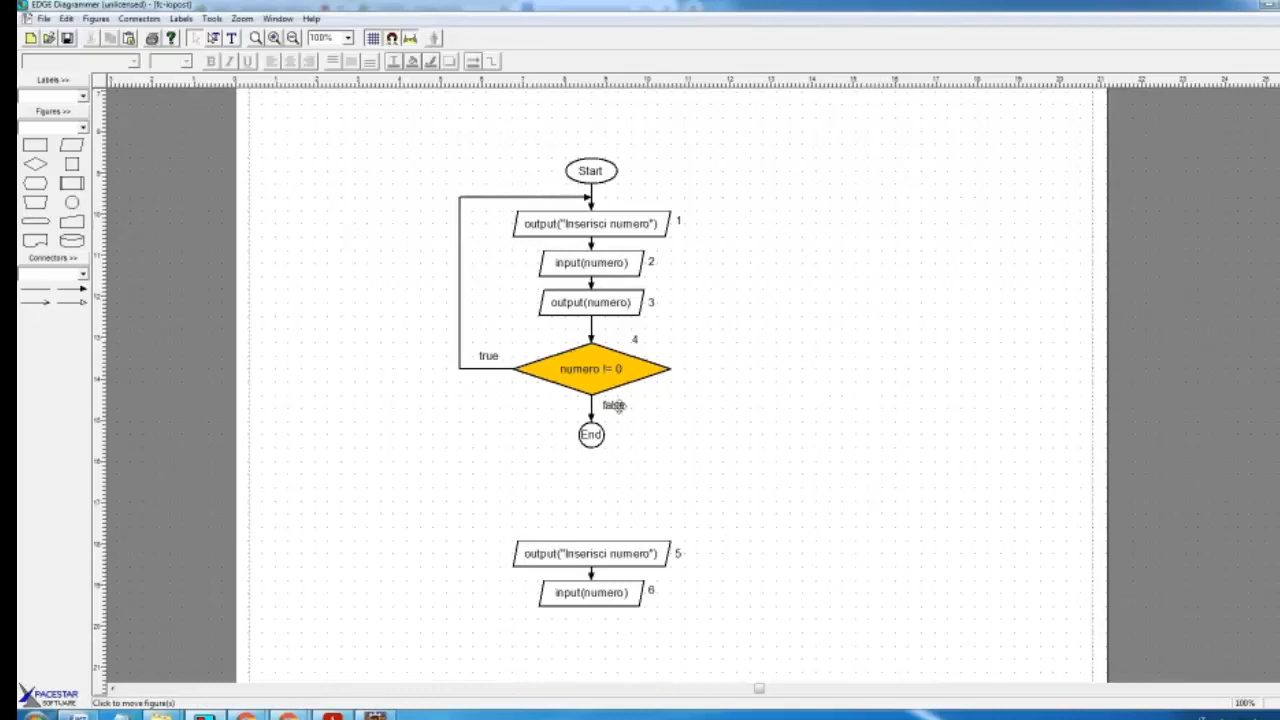 EDGE Diagrammer (unlicensed) - [fc-iopost]
File Edit Figures Connectors Labels Tools Zoom Window Help
100%
Labels >>
Figures >>
Connectors >>
Start
output("Inserisci numero") 1
input(numero) 2
output(numero) 3
4
true
numero != 0
false
End
output("Inserisci numero") 5
input(numero) 6
PACESTAR
SOFTWARE
Click to move figure(s)
100%